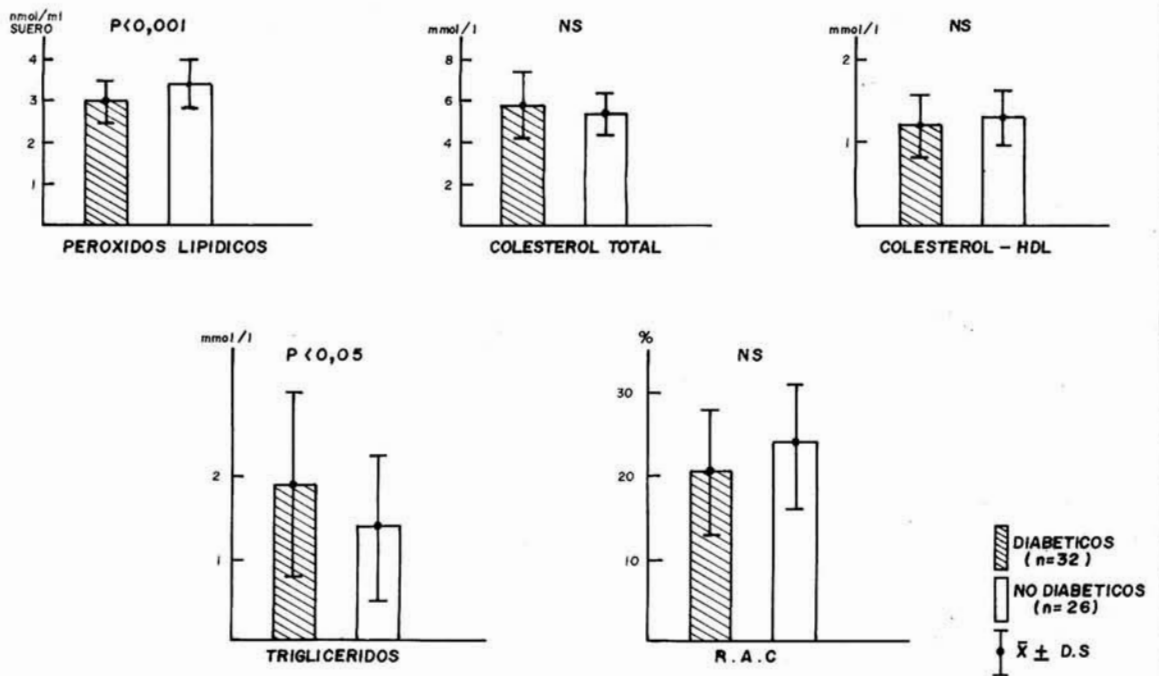 nmol/ml
SUERO
P<0,001
4
3
2
1
PEROXIDOS LIPIDICOS
mmol/l
NS
8
6
4
2
COLESTEROL TOTAL
mmol/l
NS
2
1
COLESTEROL – HDL
mmol/l
P<0,05
2
1
TRIGLICERIDOS
%
NS
30
20
10
R.A.C
DIABETICOS
(n=32)
NO DIABETICOS
(n=26)
X̄ ± D.S